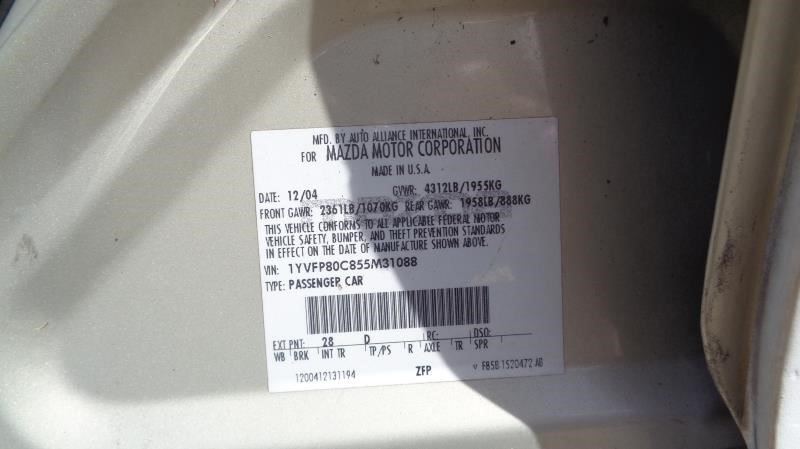 MFD. BY AUTO ALLIANCE INTERNATIONAL, INC.
FOR MAZDA MOTOR CORPORATION
MADE IN U.S.A.
DATE: 12/04 GVWR: 4312LB/1955KG
FRONT GAWR: 2361LB/1070KG REAR GAWR: 1958LB/888KG
THIS VEHICLE CONFORMS TO ALL APPLICABLE FEDERAL MOTOR
VEHICLE SAFETY, BUMPER, AND THEFT PREVENTION STANDARDS
IN EFFECT ON THE DATE OF MANUFACTURE SHOWN ABOVE.
VIN: 1YVFP80C855M31088
TYPE: PASSENGER CAR
EXT PNT: 28 D RC: DSO:
WB BRK INT TR TP/PS R AXLE TR SPR
1200412131194 ZFP V F85B-1520472-AB